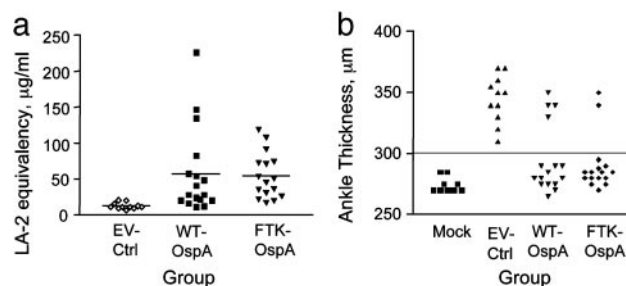 a
LA-2 equivalency, µg/ml
250
200
150
100
50
0
EV-
Ctrl
WT-
OspA
FTK-
OspA
Group
b
Ankle Thickness, µm
400
350
300
250
Mock
EV-
Ctrl
WT-
OspA
FTK-
OspA
Group